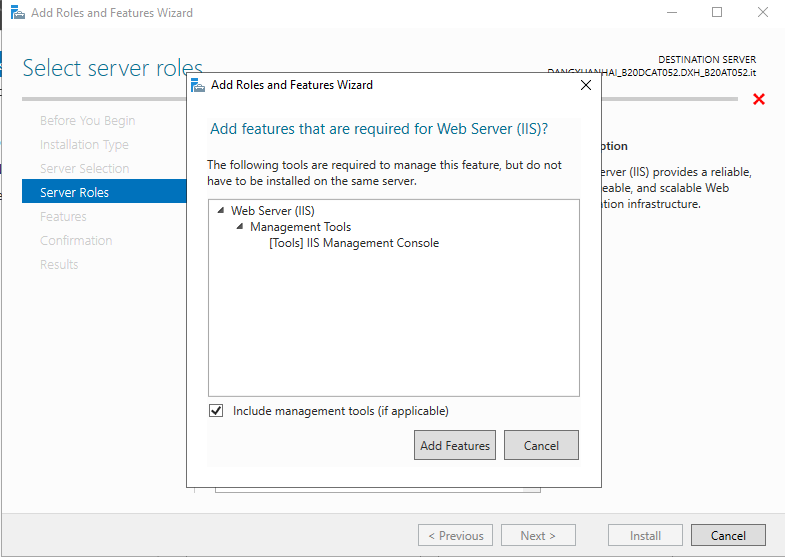 Add Roles and Features Wizard
Select server roles
DESTINATION SERVER
DANGXUANHAI_B20DCAT052.DXH_B20AT052.it
Before You Begin
Installation Type
Server Selection
Server Roles
Features
Confirmation
Results
Add Roles and Features Wizard
Add features that are required for Web Server (IIS)?
The following tools are required to manage this feature, but do not
have to be installed on the same server.
Web Server (IIS)
Management Tools
[Tools] IIS Management Console
Include management tools (if applicable)
Add Features
Cancel
ption
erver (IIS) provides a reliable,
eable, and scalable Web
ation infrastructure.
< Previous
Next >
Install
Cancel